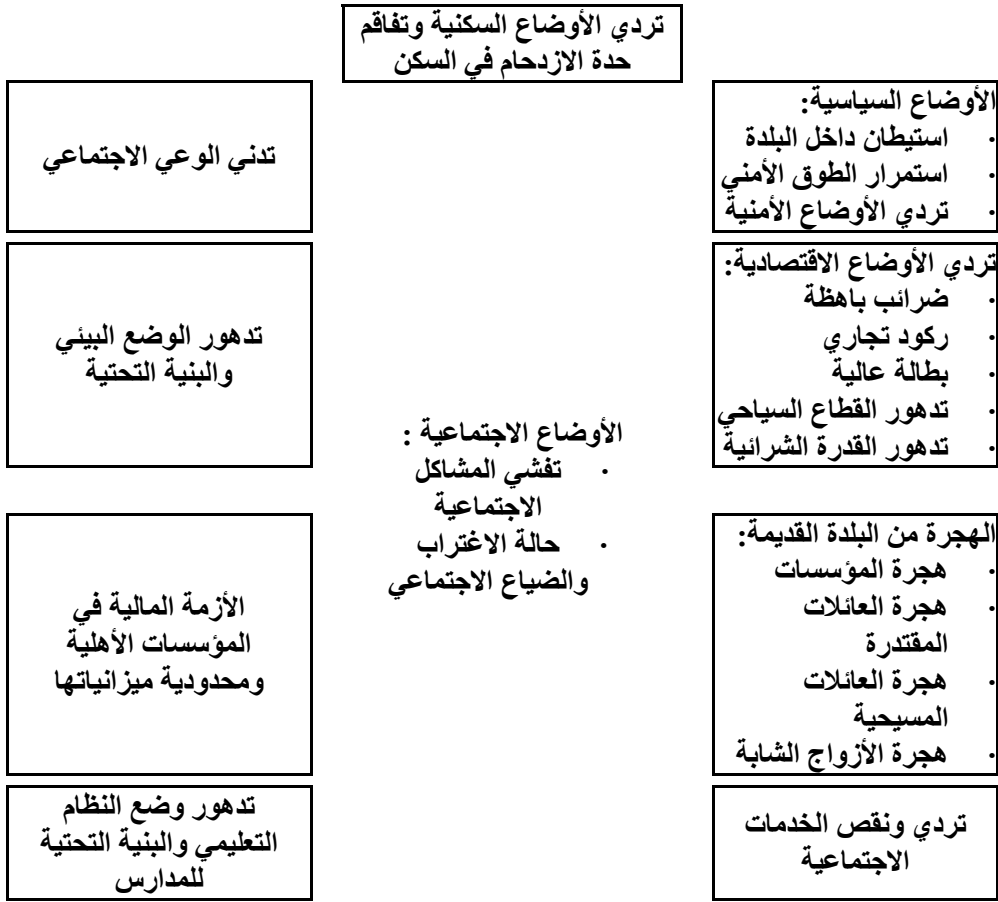 تردي الأوضاع السكنية وتفاقم
حدة الازدحام في السكن
الأوضاع السياسية:
· استيطان داخل البلدة
· استمرار الطوق الأمني
· تردي الأوضاع الأمنية
تدني الوعي الاجتماعي
تردي الأوضاع الاقتصادية:
· ضرائب باهظة
· ركود تجاري
· بطالة عالية
· تدهور القطاع السياحي
· تدهور القدرة الشرائية
تدهور الوضع البيئي
والبنية التحتية
الأوضاع الاجتماعية :
· تفشي المشاكل
الاجتماعية
· حالة الاغتراب
والضياع الاجتماعي
الهجرة من البلدة القديمة:
· هجرة المؤسسات
· هجرة العائلات
المقتدرة
· هجرة العائلات
المسيحية
· هجرة الأزواج الشابة
الأزمة المالية في
المؤسسات الأهلية
ومحدودية ميزانياتها
تردي ونقص الخدمات
الاجتماعية
تدهور وضع النظام
التعليمي والبنية التحتية
للمدارس